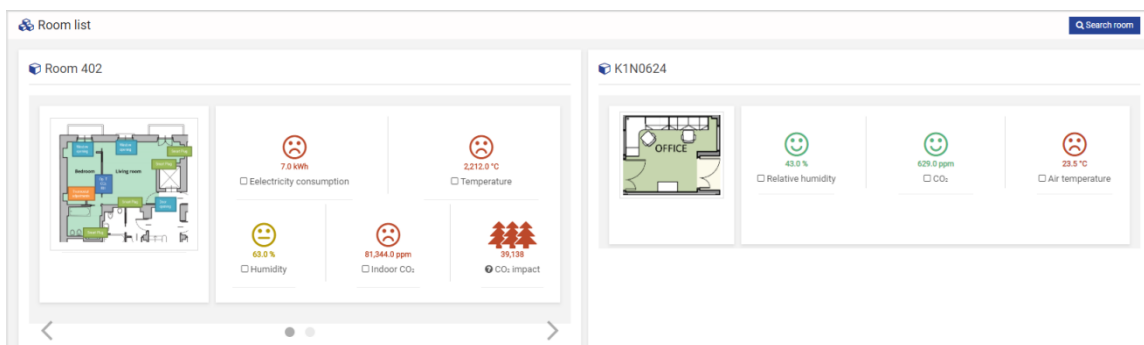 Room list
Search room
Room 402
Bedroom
Living room
7.0 kWh
Eelectricity consumption
2,212.0 °C
Temperature
63.0 %
Humidity
81,344.0 ppm
Indoor CO₂
39,138
CO₂ impact
K1N0624
OFFICE
43.0 %
Relative humidity
629.0 ppm
CO₂
23.5 °C
Air temperature